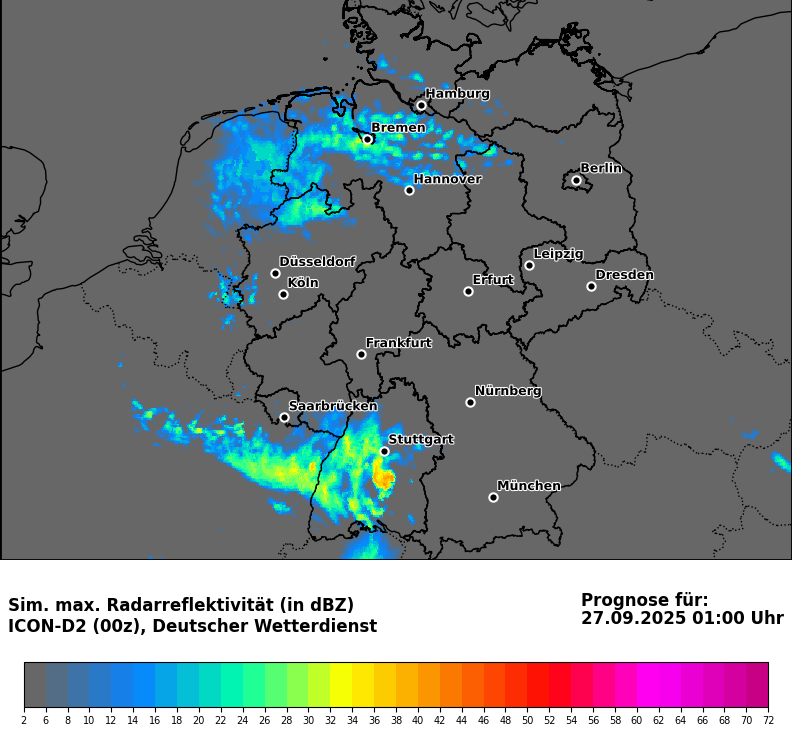 Hamburg
Bremen
Berlin
Hannover
Leipzig
Düsseldorf
Dresden
Köln
Erfurt
Frankfurt
Nürnberg
Saarbrücken
Stuttgart
München
Sim. max. Radarreflektivität (in dBZ)
ICON-D2 (00z), Deutscher Wetterdienst
Prognose für:
27.09.2025 01:00 Uhr
2 6 8 10 12 14 16 18 20 22 24 26 28 30 32 34 36 38 40 42 44 46 48 50 52 54 56 58 60 62 64 66 68 70 72